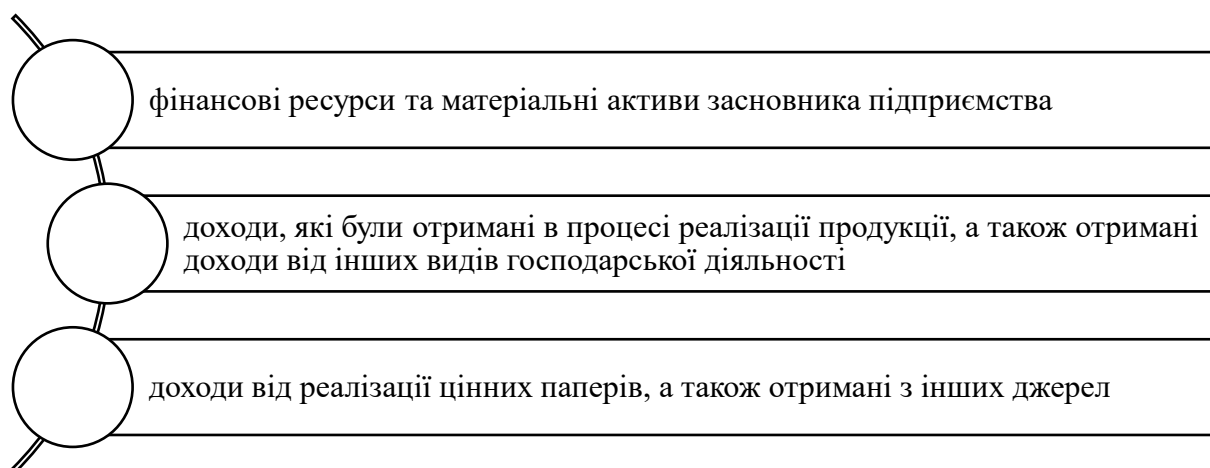 фінансові ресурси та матеріальні активи засновника підприємства
доходи, які були отримані в процесі реалізації продукції, а також отримані
доходи від інших видів господарської діяльності
доходи від реалізації цінних паперів, а також отримані з інших джерел